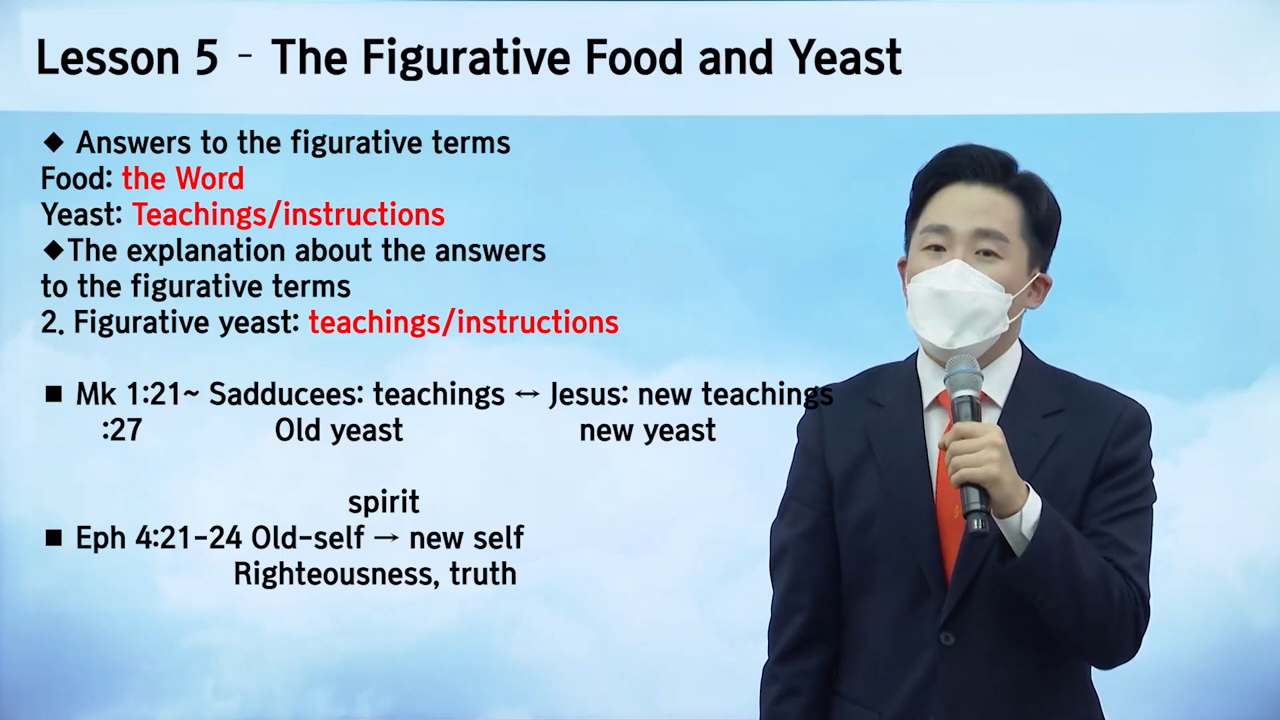 Lesson 5 - The Figurative Food and Yeast
◆ Answers to the figurative terms
Food: the Word
Yeast: Teachings/instructions
◆The explanation about the answers
to the figurative terms
2. Figurative yeast: teachings/instructions
■ Mk 1:21~ Sadducees: teachings ↔ Jesus: new teachings
:27 Old yeast new yeast
spirit
■ Eph 4:21-24 Old-self → new self
Righteousness, truth